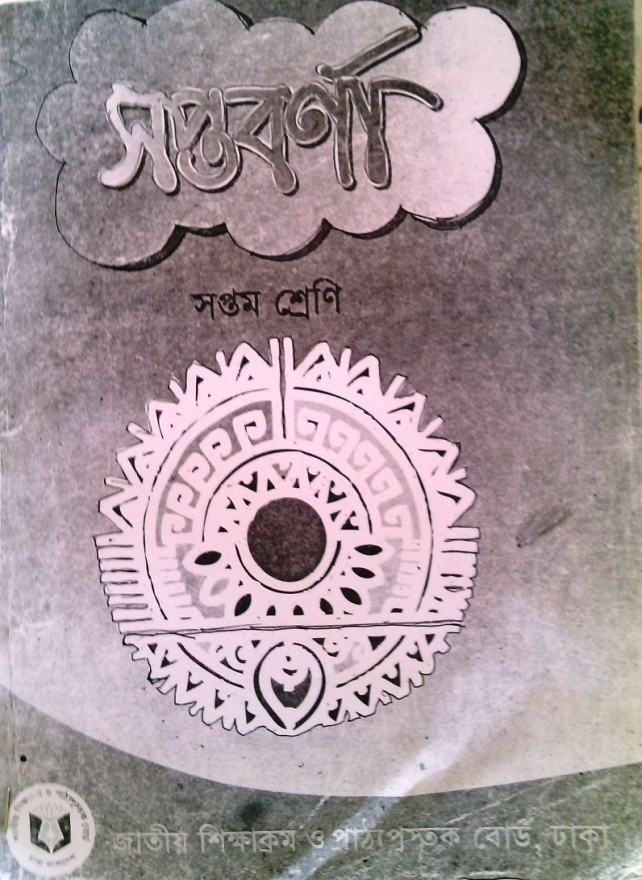 সপ্তবর্ণা
সপ্তম শ্রেণি
জাতীয় শিক্ষাক্রম ও পাঠ্যপুস্তক বোর্ড, ঢাকা